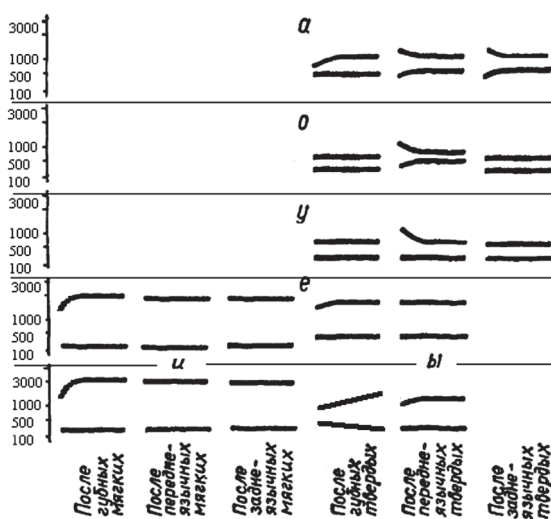 3000
1000
500
100
а
3000
1000
500
100
о
3000
1000
500
100
у
3000
1000
500
100
е
3000
1000
500
100
и
ы
После губных мягких
После передне-язычных мягких
После задне-язычных мягких
После губных твердых
После передне-язычных твердых
После задне-язычных твердых